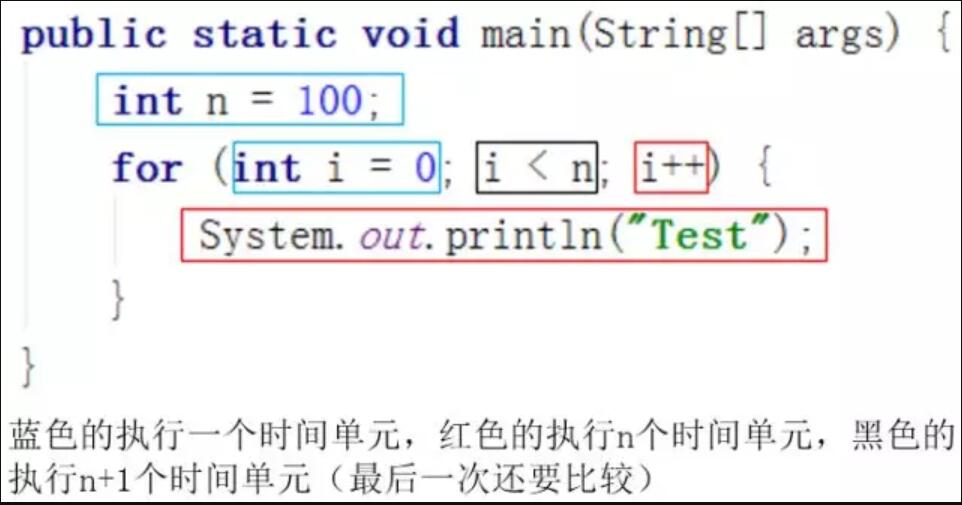 public static void main(String[] args) {
int n = 100;
for (int i = 0; i < n; i++) {
System.out.println("Test");
}
}
蓝色的执行一个时间单元，红色的执行n个时间单元，黑色的
执行n+1个时间单元（最后一次还要比较）